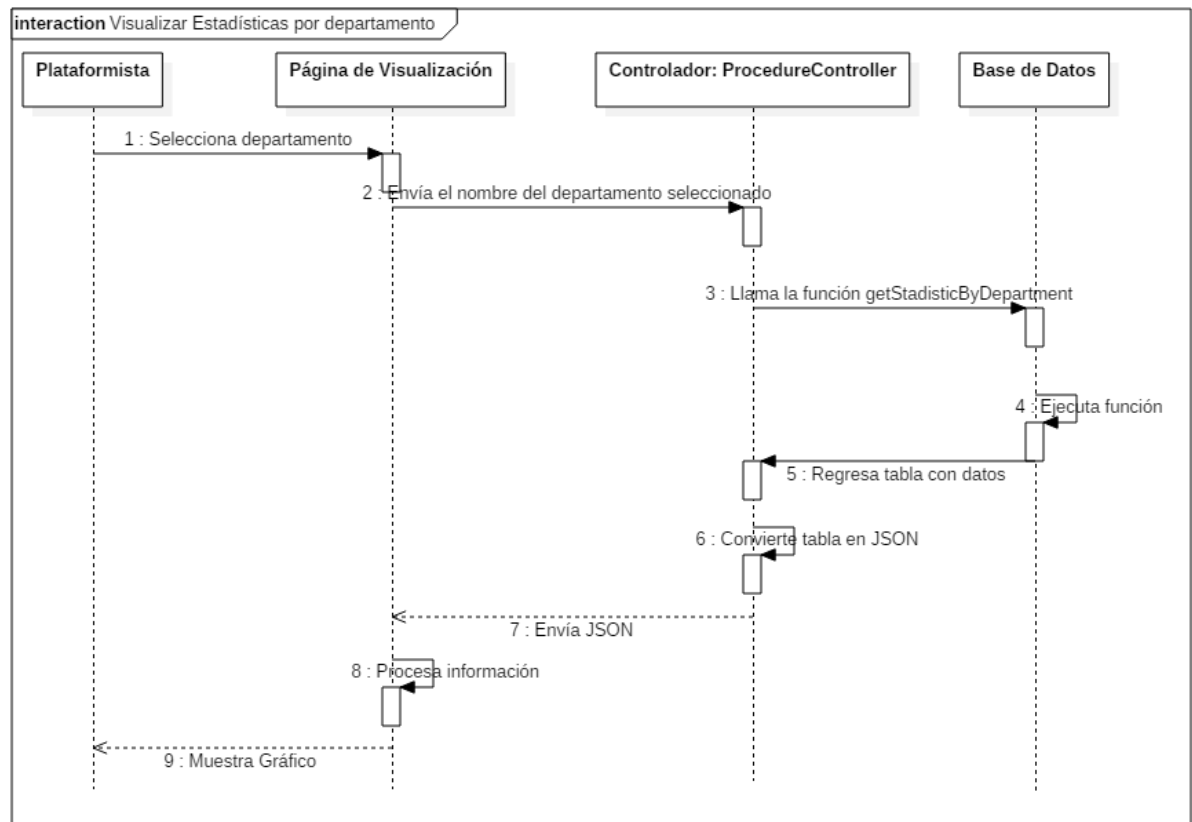 interaction Visualizar Estadísticas por departamento
Plataformista
Página de Visualización
Controlador: ProcedureController
Base de Datos
1 : Selecciona departamento
2 : Envía el nombre del departamento seleccionado
3 : Llama la función getStadisticByDepartment
4 : Ejecuta función
5 : Regresa tabla con datos
6 : Convierte tabla en JSON
7 : Envía JSON
8 : Procesa información
9 : Muestra Gráfico